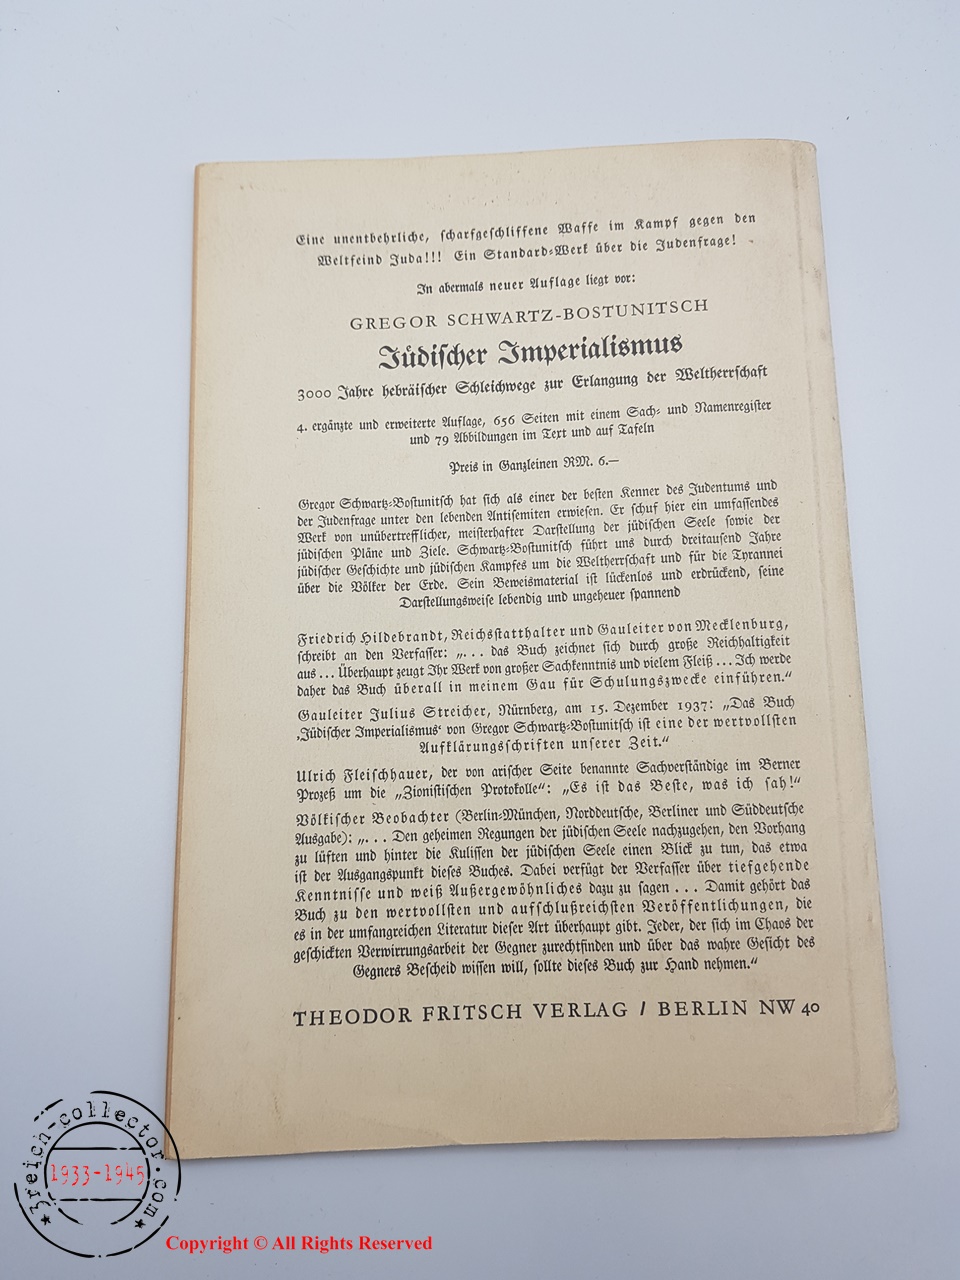 Eine unentbehrliche, scharfgeschliffene Waffe im Kampf gegen den
Weltfeind Juda!!! Ein Standard-Werk über die Judenfrage!
In abermals neuer Auflage liegt vor:
GREGOR SCHWARTZ-BOSTUNITSCH
Jüdischer Imperialismus
3000 Jahre hebräischer Schleichwege zur Erlangung der Weltherrschaft
4. ergänzte und erweiterte Auflage, 656 Seiten mit einem Sach- und Namenregister
und 79 Abbildungen im Text und auf Tafeln
Preis in Ganzleinen RM. 6.—
Gregor Schwartz-Bostunitsch hat sich als einer der besten Kenner des Judentums und
der Judenfrage unter den lebenden Antisemiten erwiesen. Er schuf hier ein umfassendes
Werk von unübertrefflicher, meisterhafter Darstellung der jüdischen Seele sowie der
jüdischen Pläne und Ziele. Schwartz-Bostunitsch führt uns durch dreitausend Jahre
jüdischer Geschichte und jüdischen Kampfes um die Weltherrschaft und für die Tyrannei
über die Völker der Erde. Sein Beweismaterial ist lückenlos und erdrückend, seine
Darstellungsweise lebendig und ungeheuer spannend
Friedrich Hildebrandt, Reichsstatthalter und Gauleiter von Mecklenburg,
schreibt an den Verfasser: „... das Buch zeichnet sich durch große Reichhaltigkeit
aus ... Überhaupt zeugt Ihr Werk von großer Sachkenntnis und vielem Fleiß ... Ich werde
daher das Buch überall in meinem Gau für Schulungszwecke einführen.“
Gauleiter Julius Streicher, Nürnberg, am 15. Dezember 1937: „Das Buch
‚Jüdischer Imperialismus‘ von Gregor Schwartz-Bostunitsch ist eine der wertvollsten
Aufklärungsschriften unserer Zeit.“
Ulrich Fleischhauer, der von arischer Seite benannte Sachverständige im Berner
Prozeß um die „Zionistischen Protokolle“: „Es ist das Beste, was ich sah!“
Völkischer Beobachter (Berlin-München, Norddeutsche, Berliner und Süddeutsche
Ausgabe): „... Den geheimen Regungen der jüdischen Seele nachzugehen, den Vorhang
zu lüften und hinter die Kulissen der jüdischen Seele einen Blick zu tun, das etwa
ist der Ausgangspunkt dieses Buches. Dabei verfügt der Verfasser über tiefgehende
Kenntnisse und weiß Außergewöhnliches dazu zu sagen ... Damit gehört das
Buch zu den wertvollsten und aufschlußreichsten Veröffentlichungen, die
es in der umfangreichen Literatur dieser Art überhaupt gibt. Jeder, der sich im Chaos der
geschickten Verwirrungsarbeit der Gegner zurechtfinden und über das wahre Gesicht des
Gegners Bescheid wissen will, sollte dieses Buch zur Hand nehmen.“
THEODOR FRITSCH VERLAG / BERLIN NW 40
3reich-collector.com
1933-1945
Copyright © All Rights Reserved